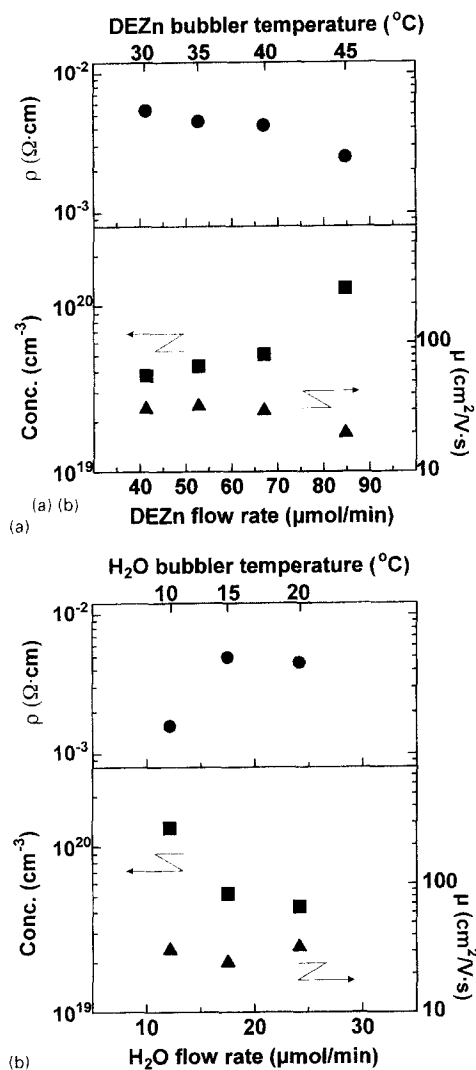 DEZn bubbler temperature (°C)
30 35 40 45
10⁻²
ρ (Ω·cm)
10⁻³
10²⁰
100
Conc. (cm⁻³)
μ (cm²/V·s)
10¹⁹
10
40 50 60 70 80 90
(a) (b)
(a)
DEZn flow rate (μmol/min)
H₂O bubbler temperature (°C)
10 15 20
10⁻²
ρ (Ω·cm)
10⁻³
10²⁰
100
Conc. (cm⁻³)
μ (cm²/V·s)
10¹⁹
10
10 20 30
(b)
H₂O flow rate (μmol/min)